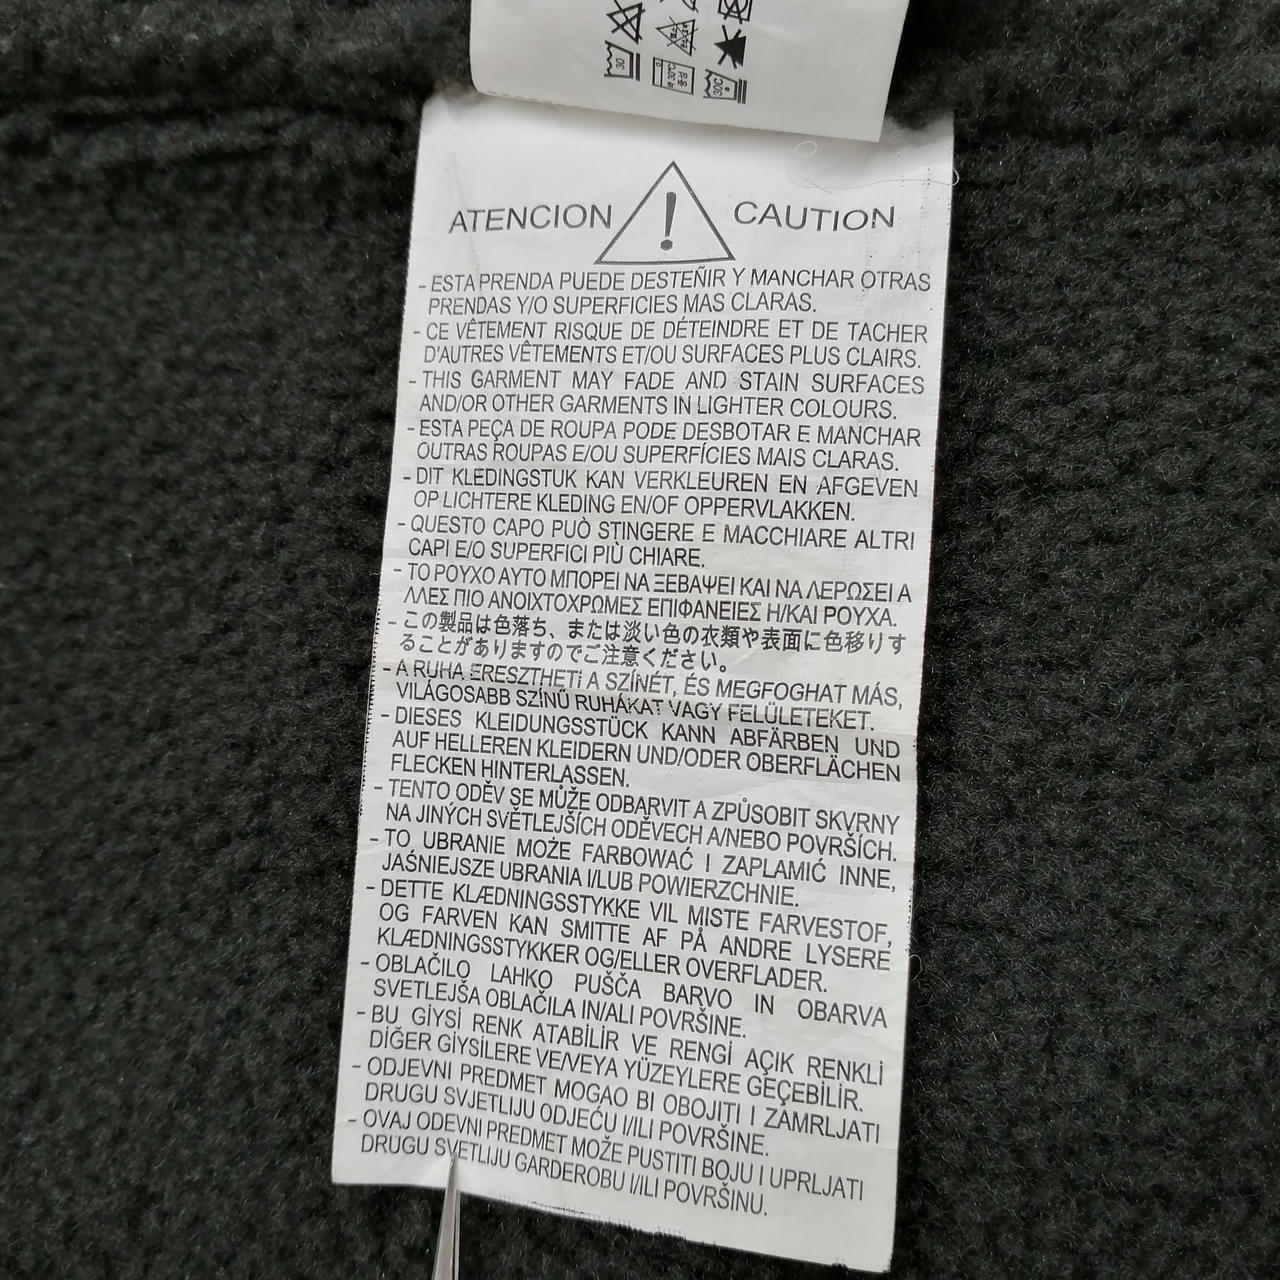 30
30°C
중성
30C
ATENCION ! CAUTION
- ESTA PRENDA PUEDE DESTEÑIR Y MANCHAR OTRAS
PRENDAS Y/O SUPERFICIES MAS CLARAS.
- CE VÊTEMENT RISQUE DE DÉTEINDRE ET DE TACHER
D'AUTRES VÊTEMENTS ET/OU SURFACES PLUS CLAIRS.
- THIS GARMENT MAY FADE AND STAIN SURFACES
AND/OR OTHER GARMENTS IN LIGHTER COLOURS.
- ESTA PEÇA DE ROUPA PODE DESBOTAR E MANCHAR
OUTRAS ROUPAS E/OU SUPERFÍCIES MAIS CLARAS.
- DIT KLEDINGSTUK KAN VERKLEUREN EN AFGEVEN
OP LICHTERE KLEDING EN/OF OPPERVLAKKEN.
- QUESTO CAPO PUÒ STINGERE E MACCHIARE ALTRI
CAPI E/O SUPERFICI PIÙ CHIARE.
- ΤΟ ΡΟΥΧΟ ΑΥΤΟ ΜΠΟΡΕΙ ΝΑ ΞΕΒΑΨΕΙ ΚΑΙ ΝΑ ΛΕΡΩΣΕΙ Α
ΛΛΕΣ ΠΙΟ ΑΝΟΙΧΤΟΧΡΩΜΕΣ ΕΠΙΦΑΝΕΙΕΣ Η/ΚΑΙ ΡΟΥΧΑ.
- この製品は色落ち、または淡い色の衣類や表面に色移りす
ることがありますのでご注意ください。
- A RUHA ERESZTHETI A SZÍNÉT, ÉS MEGFOGHAT MÁS,
VILÁGOSABB SZÍNŰ RUHÁKAT VAGY FELÜLETEKET.
- DIESES KLEIDUNGSSTÜCK KANN ABFÄRBEN UND
AUF HELLEREN KLEIDERN UND/ODER OBERFLÄCHEN
FLECKEN HINTERLASSEN.
- TENTO ODĚV SE MŮŽE ODBARVIT A ZPŮSOBIT SKVRNY
NA JINÝCH SVĚTLEJŠÍCH ODĚVECH A/NEBO POVRŠÍCH.
- TO UBRANIE MOŻE FARBOWAĆ I ZAPLAMIĆ INNE,
JAŚNIEJSZE UBRANIA I/LUB POWIERZCHNIE.
- DETTE KLÆDNINGSSTYKKE VIL MISTE FARVESTOF,
OG FARVEN KAN SMITTE AF PÅ ANDRE LYSERE
KLÆDNINGSSTYKKER OG/ELLER OVERFLADER.
- OBLAČILO LAHKO PUŠČA BARVO IN OBARVA
SVETLEJŠA OBLAČILA IN/ALI POVRŠINE.
- BU GİYSİ RENK ATABİLİR VE RENGİ AÇIK RENKLİ
DİĞER GİYSİLERE VE/VEYA YÜZEYLERE GEÇEBİLİR.
- ODJEVNI PREDMET MOGAO BI OBOJITI I ZAMRLJATI
DRUGU SVJETLIJU ODJEĆU I/ILI POVRŠINE.
- OVAJ ODEVNI PREDMET MOŽE PUSTITI BOJU I UPRLJATI
DRUGU SVETLIJU GARDEROBU I/ILI POVRŠINU.